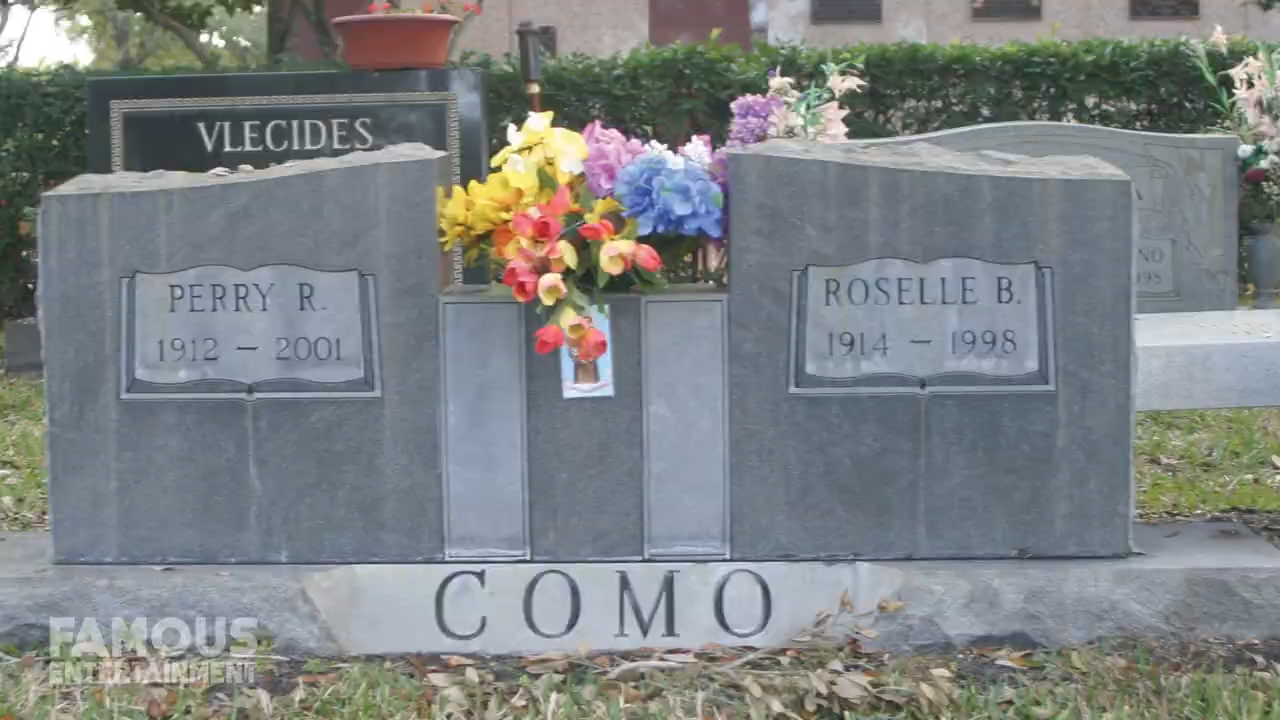 VLECIDES
PERRY R.
1912 – 2001
ROSELLE B.
1914 – 1998
COMO
FAMOUS
ENTERTAINMENT